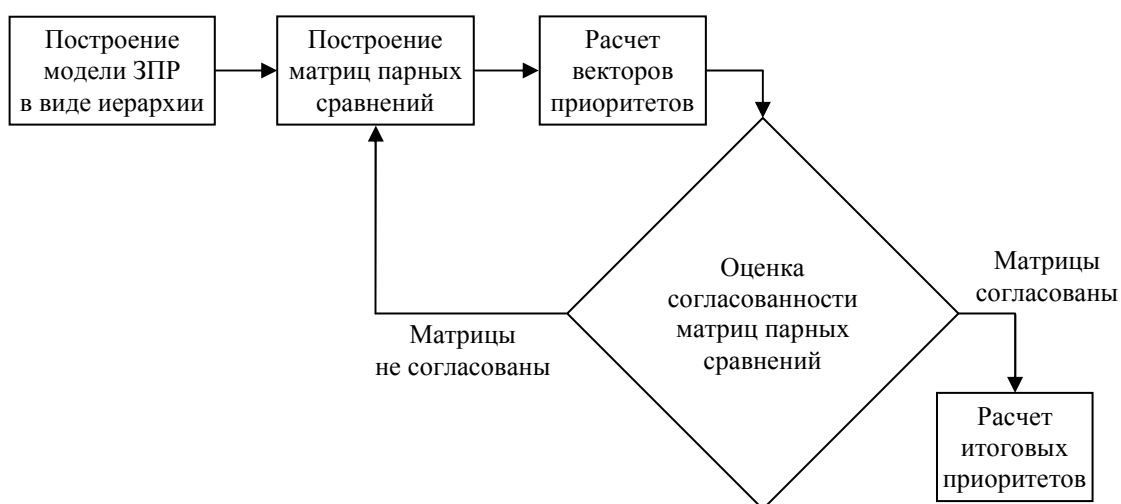 Построение
модели ЗПР
в виде иерархии
Построение
матриц парных
сравнений
Расчет
векторов
приоритетов
Оценка
согласованности
матриц парных
сравнений
Матрицы
не согласованы
Матрицы
согласованы
Расчет
итоговых
приоритетов